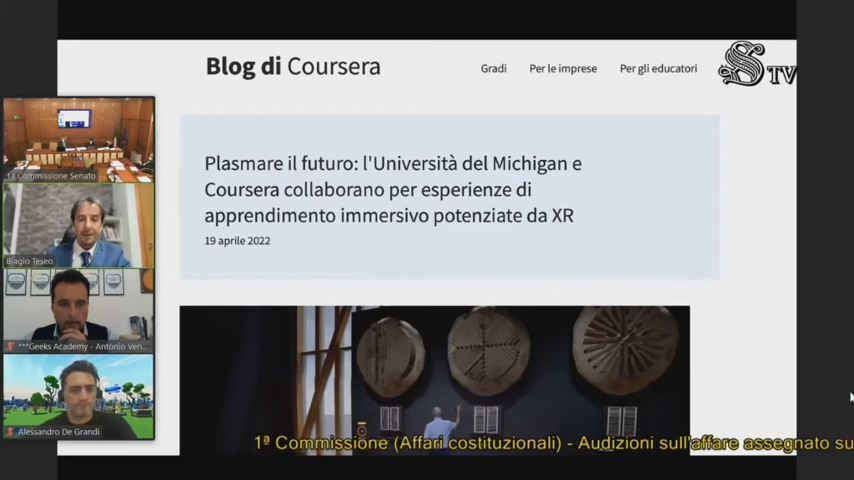 Blog di Coursera
Gradi Per le imprese Per gli educatori
S TV
Plasmare il futuro: l'Università del Michigan e
Coursera collaborano per esperienze di
apprendimento immersivo potenziate da XR
19 aprile 2022
1ª Commissione Senato
Biagio Teseo
***Geeks Academy - Antonio Ven...
Alessandro De Grandi
1ª Commissione (Affari costituzionali) - Audizioni sull'affare assegnato su